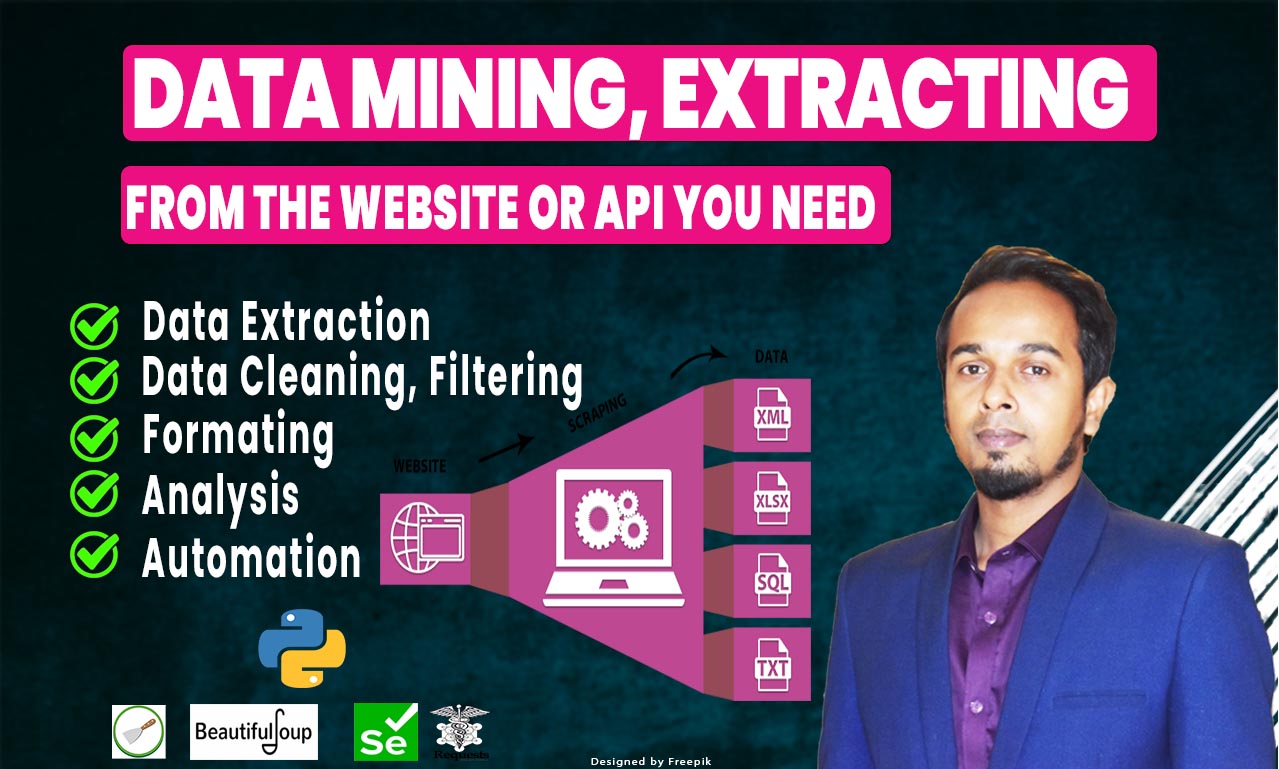 DATA MINING, EXTRACTING
FROM THE WEBSITE OR API YOU NEED
Data Extraction
Data Cleaning, Filtering
Formating
Analysis
Automation
WEBSITE
SCRAPING
DATA
XML
XLSX
SQL
TXT
BeautifulSoup
Se
Requests
Designed by Freepik